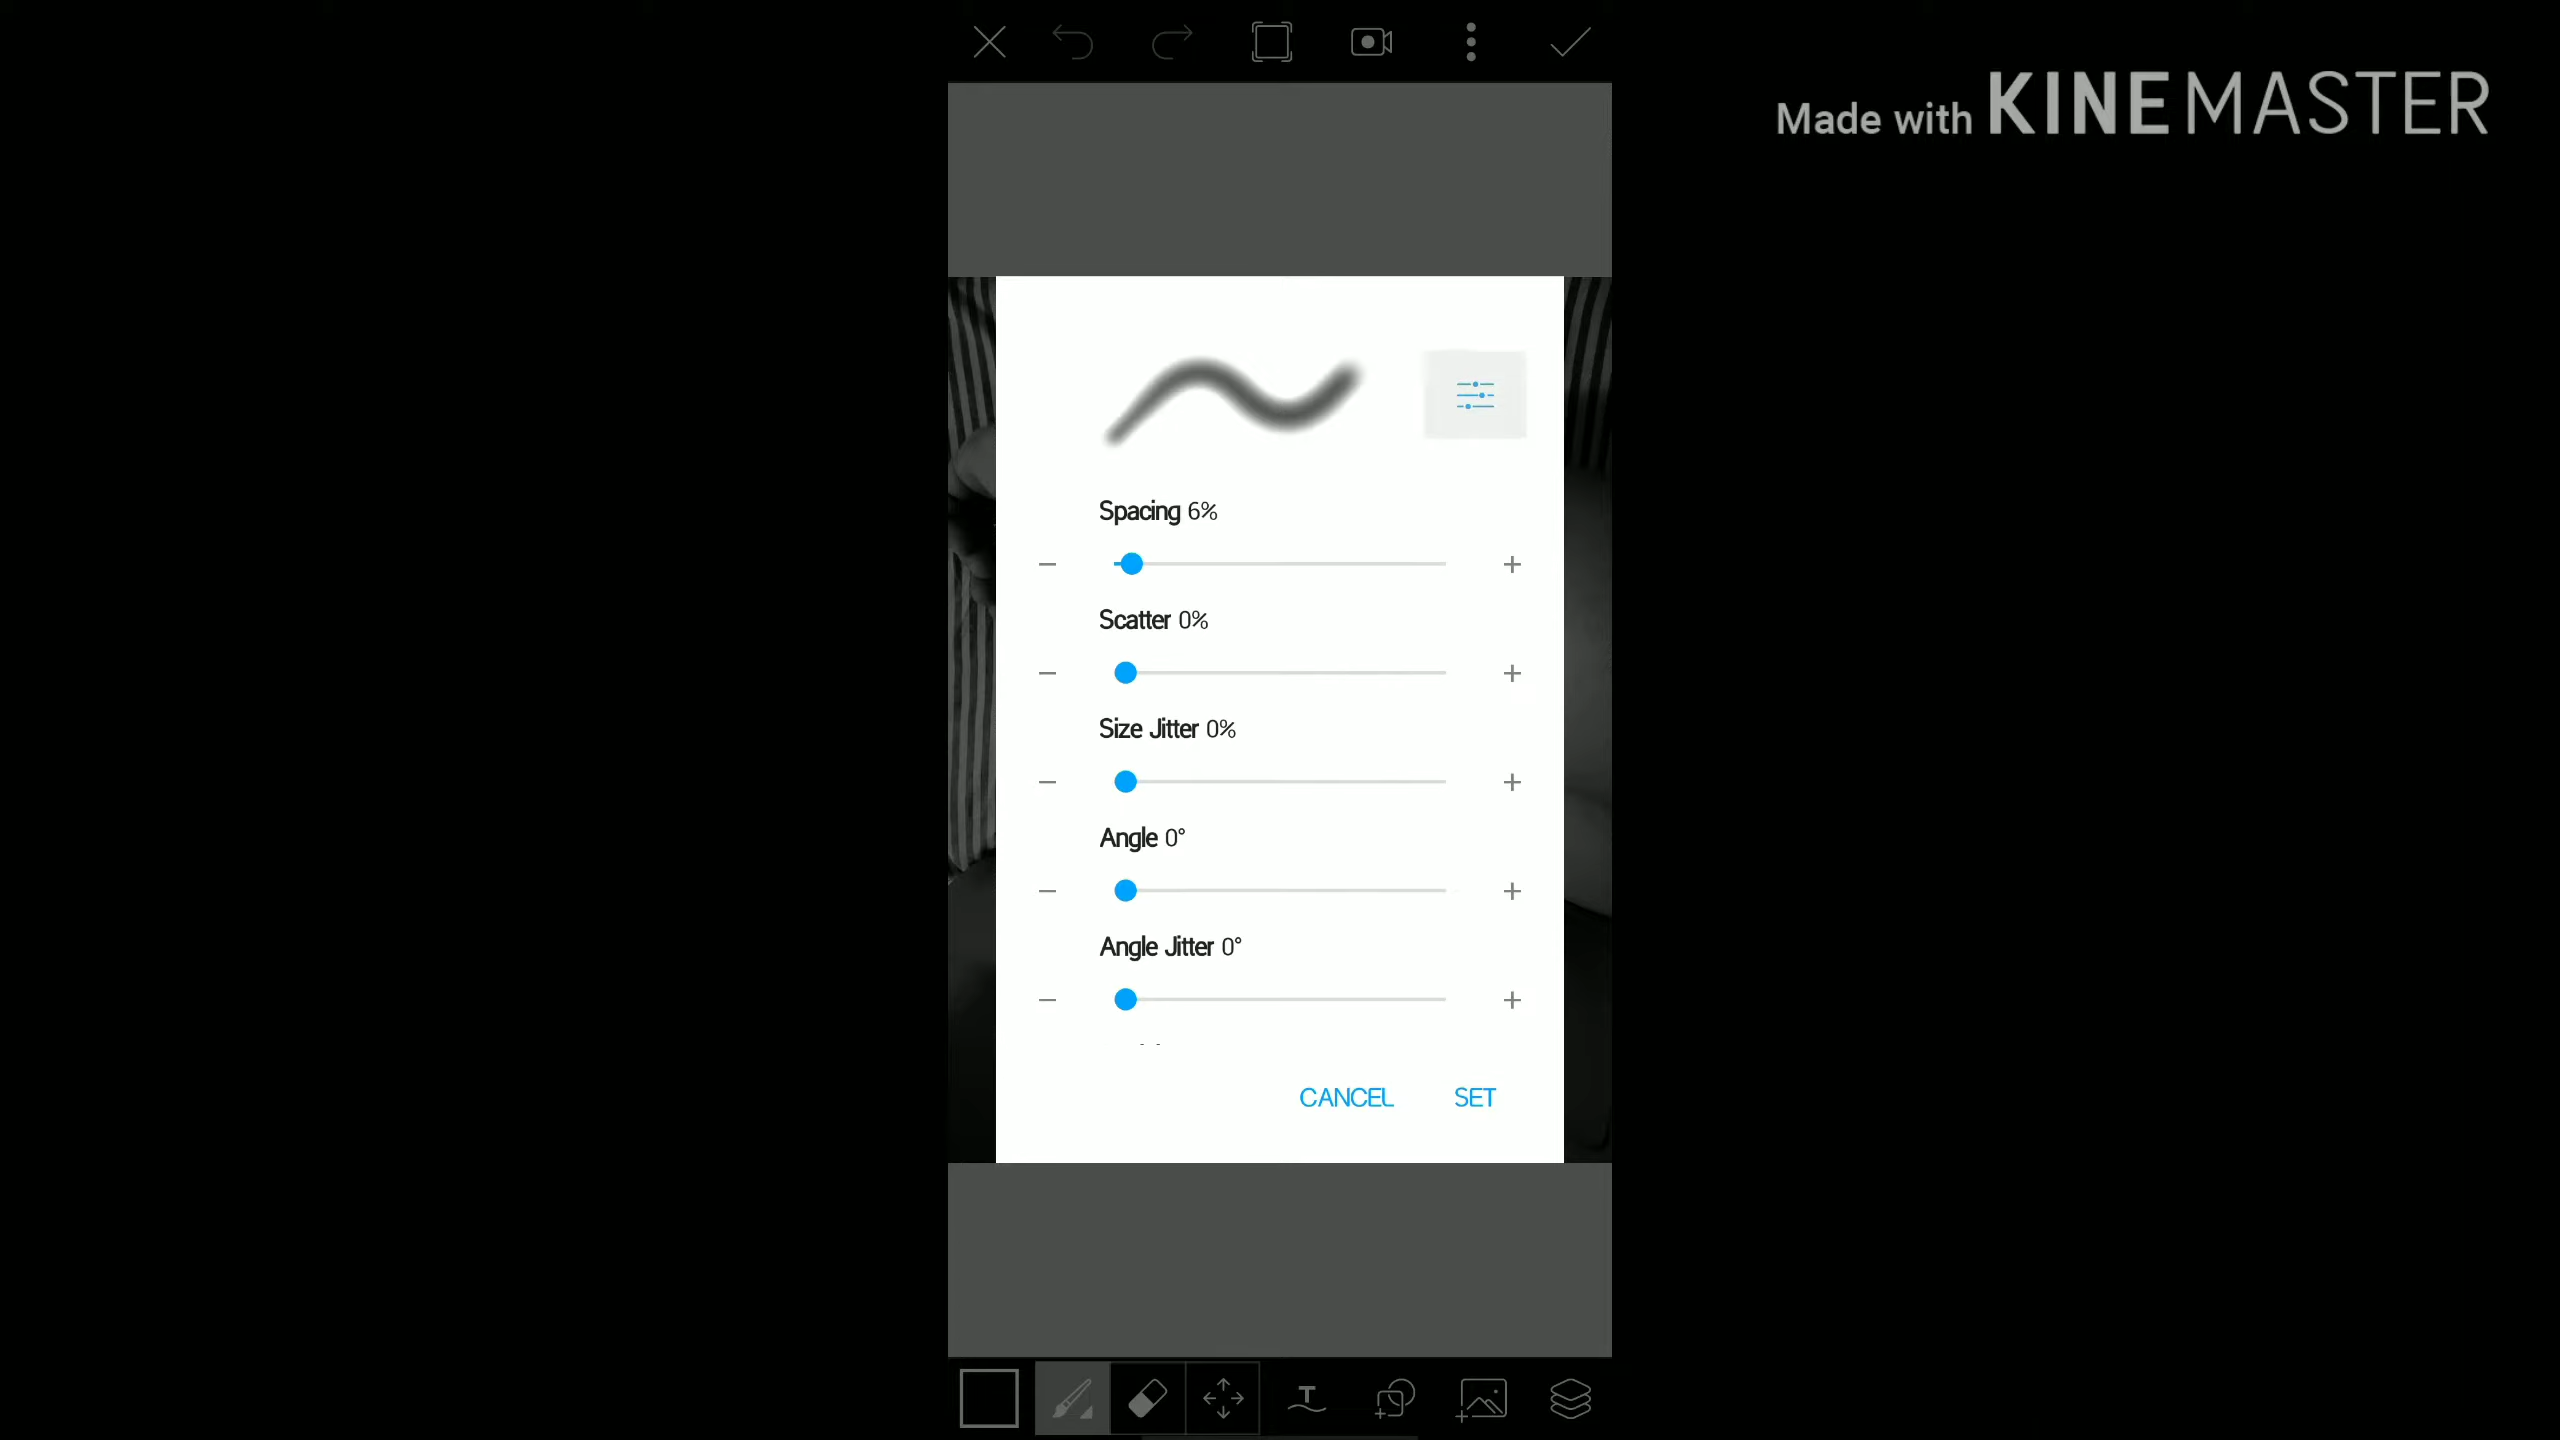 Made with KINEMASTER
Spacing 6%
Scatter 0%
Size Jitter 0%
Angle 0°
Angle Jitter 0°
CANCEL SET